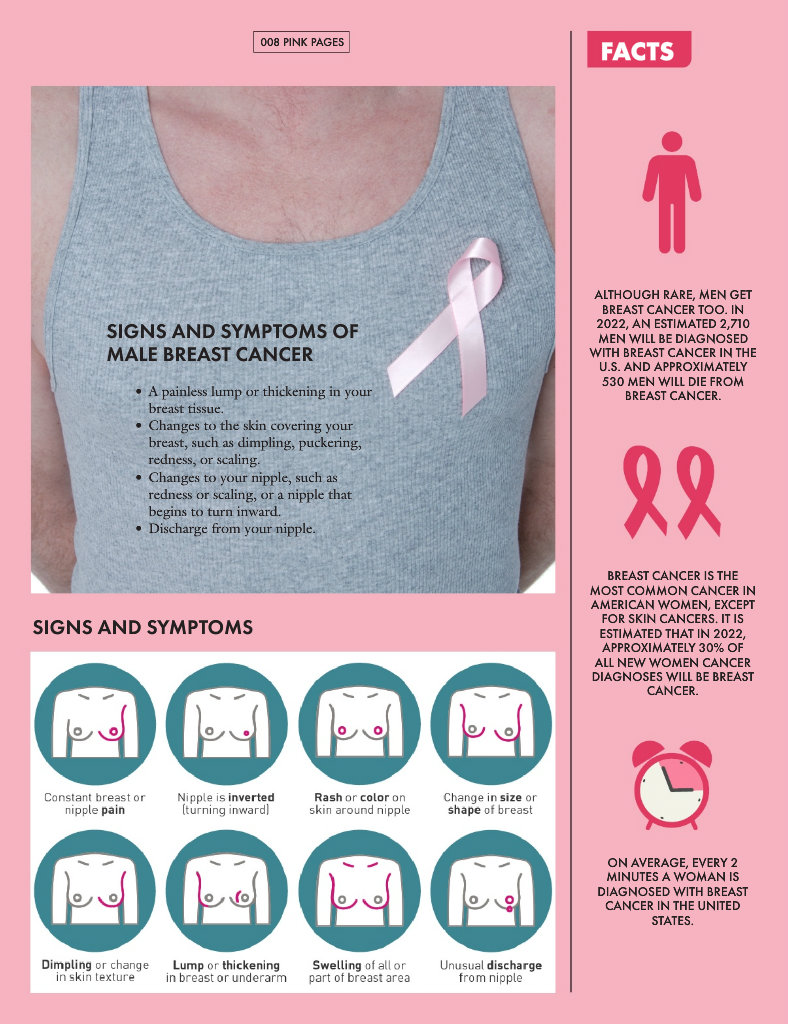 008 PINK PAGES
SIGNS AND SYMPTOMS OF
MALE BREAST CANCER
• A painless lump or thickening in your
breast tissue.
• Changes to the skin covering your
breast, such as dimpling, puckering,
redness, or scaling.
• Changes to your nipple, such as
redness or scaling, or a nipple that
begins to turn inward.
• Discharge from your nipple.
SIGNS AND SYMPTOMS
Constant breast or
nipple pain
Nipple is inverted
(turning inward)
Rash or color on
skin around nipple
Change in size or
shape of breast
Dimpling or change
in skin texture
Lump or thickening
in breast or underarm
Swelling of all or
part of breast area
Unusual discharge
from nipple
FACTS
ALTHOUGH RARE, MEN GET
BREAST CANCER TOO. IN
2022, AN ESTIMATED 2,710
MEN WILL BE DIAGNOSED
WITH BREAST CANCER IN THE
U.S. AND APPROXIMATELY
530 MEN WILL DIE FROM
BREAST CANCER.
BREAST CANCER IS THE
MOST COMMON CANCER IN
AMERICAN WOMEN, EXCEPT
FOR SKIN CANCERS. IT IS
ESTIMATED THAT IN 2022,
APPROXIMATELY 30% OF
ALL NEW WOMEN CANCER
DIAGNOSES WILL BE BREAST
CANCER.
ON AVERAGE, EVERY 2
MINUTES A WOMAN IS
DIAGNOSED WITH BREAST
CANCER IN THE UNITED
STATES.